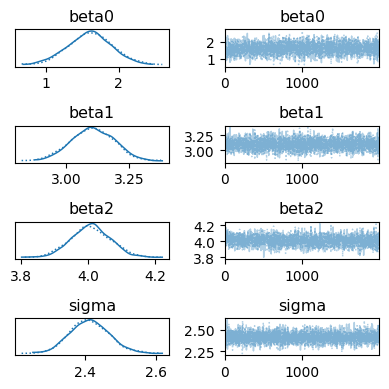 beta0 beta0
2
1
1 2 0 1000
beta1 beta1
3.25
3.00
3.00 3.25 0 1000
beta2 beta2
4.2
4.0
3.8
3.8 4.0 4.2 0 1000
sigma sigma
2.50
2.25
2.4 2.6 0 1000